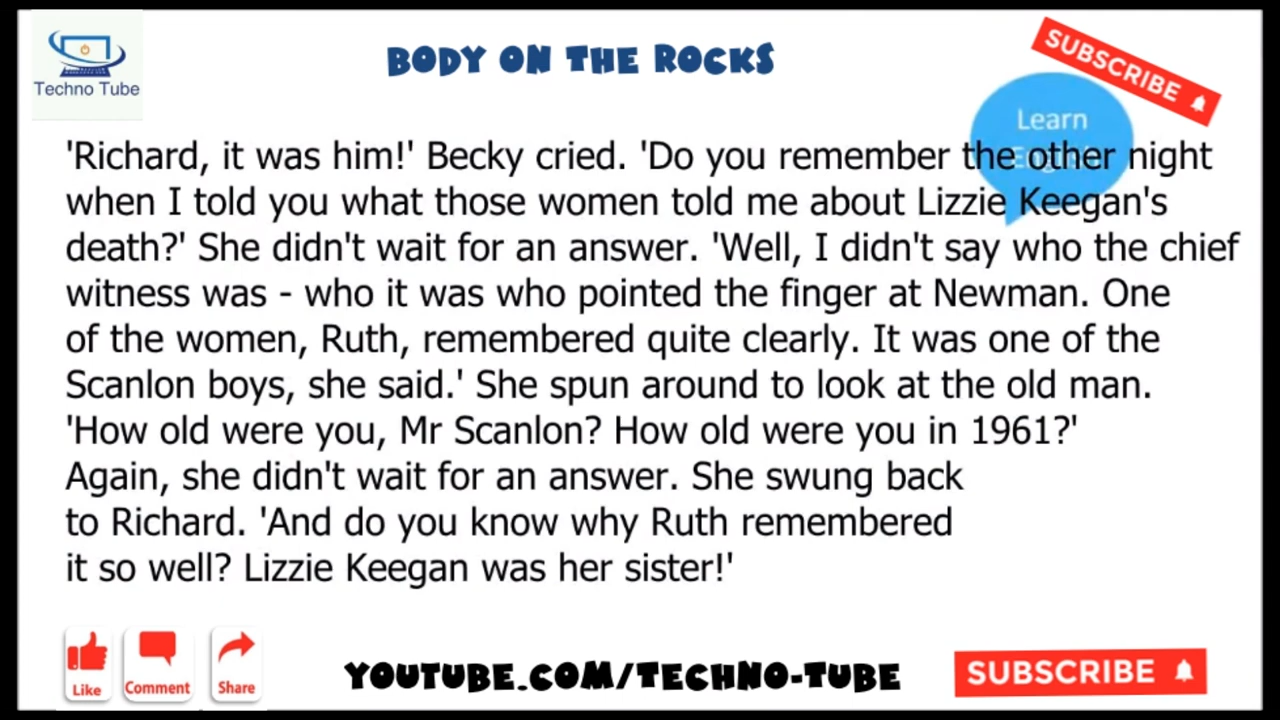 Techno Tube
BODY ON THE ROCKS
SUBSCRIBE
Learn
English
'Richard, it was him!' Becky cried. 'Do you remember the other night
when I told you what those women told me about Lizzie Keegan's
death?' She didn't wait for an answer. 'Well, I didn't say who the chief
witness was - who it was who pointed the finger at Newman. One
of the women, Ruth, remembered quite clearly. It was one of the
Scanlon boys, she said.' She spun around to look at the old man.
'How old were you, Mr Scanlon? How old were you in 1961?'
Again, she didn't wait for an answer. She swung back
to Richard. 'And do you know why Ruth remembered
it so well? Lizzie Keegan was her sister!'
Like
Comment
Share
YOUTUBE.COM/TECHNO-TUBE
SUBSCRIBE